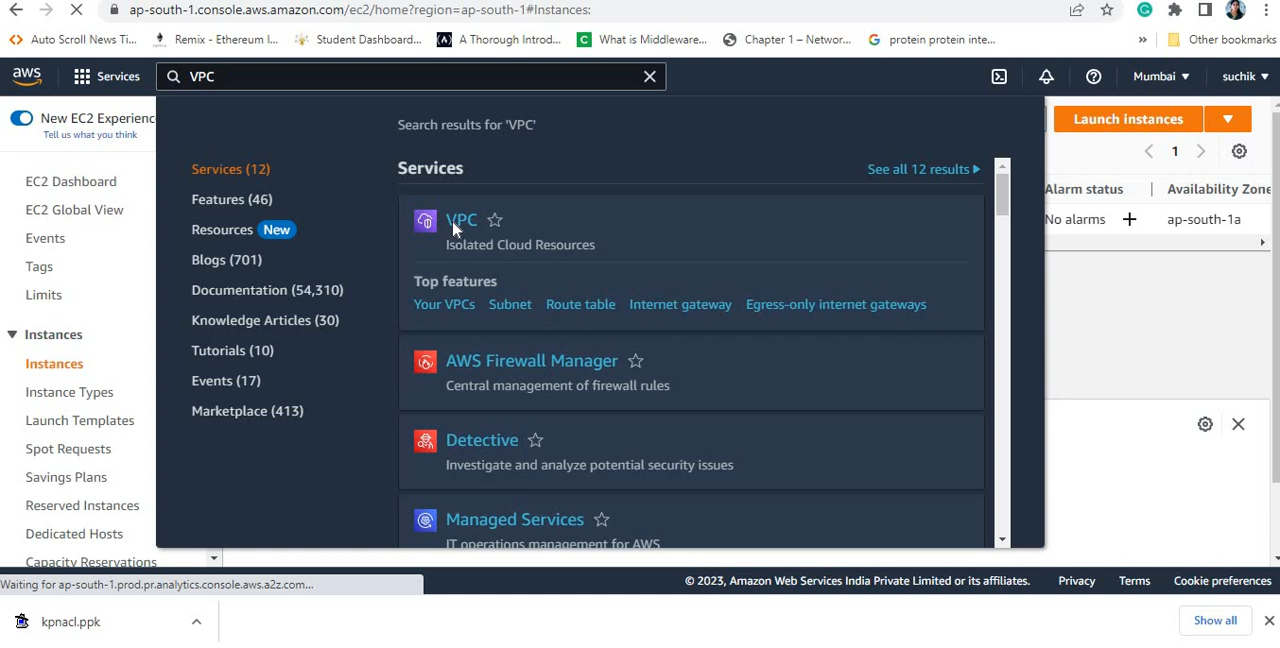 ap-south-1.console.aws.amazon.com/ec2/home?region=ap-south-1#Instances:
Auto Scroll News Ti...
Remix - Ethereum I...
Student Dashboard...
A Thorough Introd...
What is Middleware...
Chapter 1 – Networ...
protein protein inte...
»
Other bookmarks
aws
Services
VPC
Mumbai
suchik
New EC2 Experienc
Tell us what you think
EC2 Dashboard
EC2 Global View
Events
Tags
Limits
Instances
Instances
Instance Types
Launch Templates
Spot Requests
Savings Plans
Reserved Instances
Dedicated Hosts
Capacity Reservations
Search results for 'VPC'
Services (12)
Features (46)
Resources New
Blogs (701)
Documentation (54,310)
Knowledge Articles (30)
Tutorials (10)
Events (17)
Marketplace (413)
Services
See all 12 results
VPC
Isolated Cloud Resources
Top features
Your VPCs Subnet Route table Internet gateway Egress-only internet gateways
AWS Firewall Manager
Central management of firewall rules
Detective
Investigate and analyze potential security issues
Managed Services
IT operations management for AWS
Launch instances
1
Alarm status
Availability Zone
No alarms
ap-south-1a
Waiting for ap-south-1.prod.pr.analytics.console.aws.a2z.com...
© 2023, Amazon Web Services India Private Limited or its affiliates.
Privacy
Terms
Cookie preferences
kpnacl.ppk
Show all